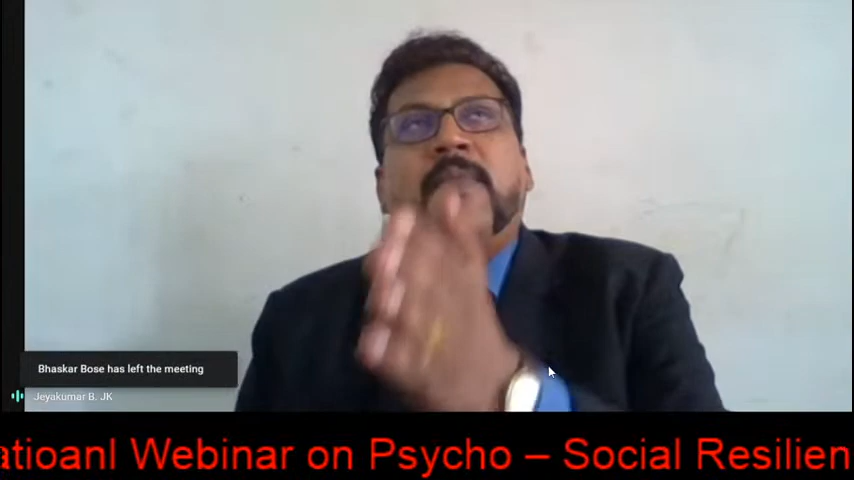 Bhaskar Bose has left the meeting
Jeyakumar B. JK
atioanl Webinar on Psycho – Social Resilien